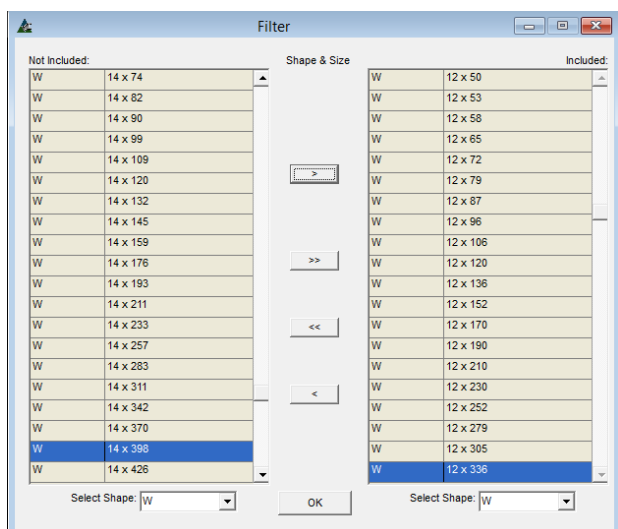 Filter
Not Included: Shape & Size Included:
W 14 x 74 W 12 x 50
W 14 x 82 W 12 x 53
W 14 x 90 W 12 x 58
W 14 x 99 W 12 x 65
W 14 x 109 W 12 x 72
W 14 x 120 W 12 x 79
W 14 x 132 W 12 x 87
W 14 x 145 W 12 x 96
W 14 x 159 W 12 x 106
W 14 x 176 W 12 x 120
W 14 x 193 W 12 x 136
W 14 x 211 W 12 x 152
W 14 x 233 W 12 x 170
W 14 x 257 W 12 x 190
W 14 x 283 W 12 x 210
W 14 x 311 W 12 x 230
W 14 x 342 W 12 x 252
W 14 x 370 W 12 x 279
W 14 x 398 W 12 x 305
W 14 x 426 W 12 x 336
>
>>
<<
<
Select Shape: W OK Select Shape: W